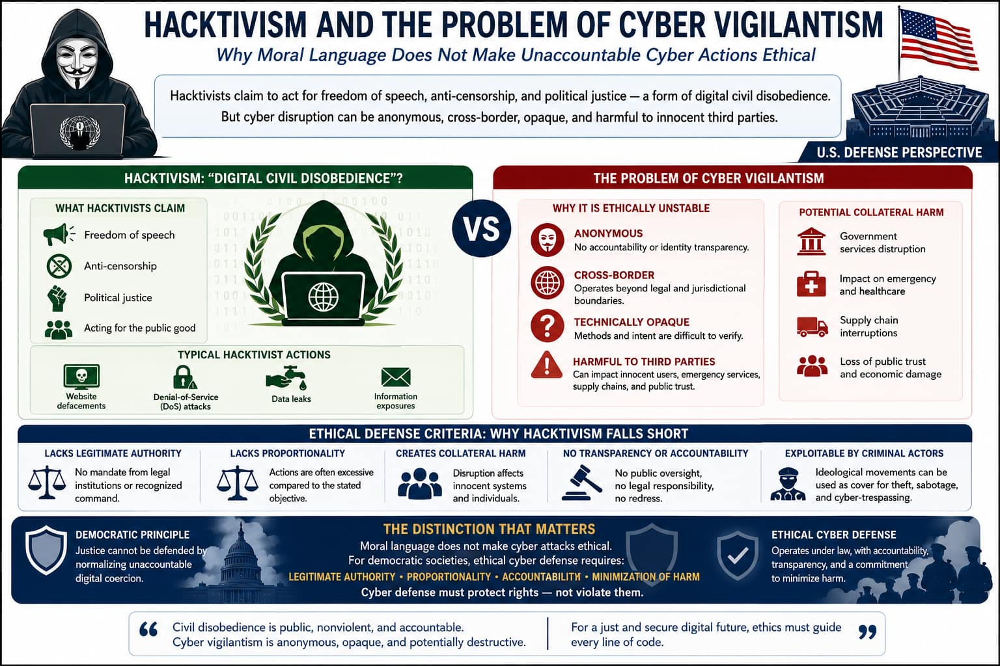 HACKTIVISM AND THE PROBLEM OF CYBER VIGILANTISM
Why Moral Language Does Not Make Unaccountable Cyber Actions Ethical
Hacktivists claim to act for freedom of speech, anti-censorship, and political justice — a form of digital civil disobedience.
But cyber disruption can be anonymous, cross-border, opaque, and harmful to innocent third parties.
U.S. DEFENSE PERSPECTIVE
HACKTIVISM: “DIGITAL CIVIL DISOBEDIENCE”?
WHAT HACKTIVISTS CLAIM
Freedom of speech
Anti-censorship
Political justice
Acting for the public good
TYPICAL HACKTIVIST ACTIONS
Website
defacements
Denial-of-Service
(DoS) attacks
Data leaks
Information
exposures
VS
THE PROBLEM OF CYBER VIGILANTISM
WHY IT IS ETHICALLY UNSTABLE
ANONYMOUS
No accountability or identity transparency.
CROSS-BORDER
Operates beyond legal and jurisdictional
boundaries.
TECHNICALLY OPAQUE
Methods and intent are difficult to verify.
HARMFUL TO THIRD PARTIES
Can impact innocent users, emergency services,
supply chains, and public trust.
POTENTIAL COLLATERAL HARM
Government
services disruption
Impact on emergency
and healthcare
Supply chain
interruptions
Loss of public trust
and economic damage
ETHICAL DEFENSE CRITERIA: WHY HACKTIVISM FALLS SHORT
LACKS LEGITIMATE AUTHORITY
No mandate from legal
institutions or recognized
command.
LACKS PROPORTIONALITY
Actions are often excessive
compared to the stated
objective.
CREATES COLLATERAL HARM
Disruption affects
innocent systems
and individuals.
NO TRANSPARENCY OR ACCOUNTABILITY
No public oversight,
no legal responsibility,
no redress.
EXPLOITABLE BY CRIMINAL ACTORS
Ideological movements can be
used as cover for theft, sabotage,
and cyber-trespassing.
DEMOCRATIC PRINCIPLE
Justice cannot be defended by
normalizing unaccountable
digital coercion.
THE DISTINCTION THAT MATTERS
Moral language does not make cyber attacks ethical.
For democratic societies, ethical cyber defense requires:
LEGITIMATE AUTHORITY • PROPORTIONALITY • ACCOUNTABILITY • MINIMIZATION OF HARM
Cyber defense must protect rights — not violate them.
ETHICAL CYBER DEFENSE
Operates under law, with accountability,
transparency, and a commitment
to minimize harm.
“ Civil disobedience is public, nonviolent, and accountable.
Cyber vigilantism is anonymous, opaque, and potentially destructive.
For a just and secure digital future, ethics must guide
every line of code. ”